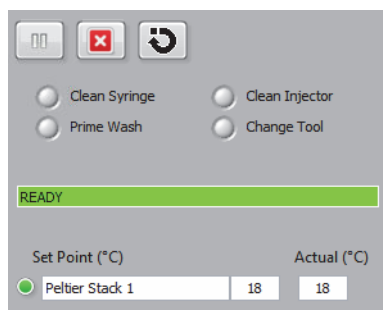 Clean Syringe Clean Injector
Prime Wash Change Tool
READY
Set Point (°C) Actual (°C)
Peltier Stack 1 18 18